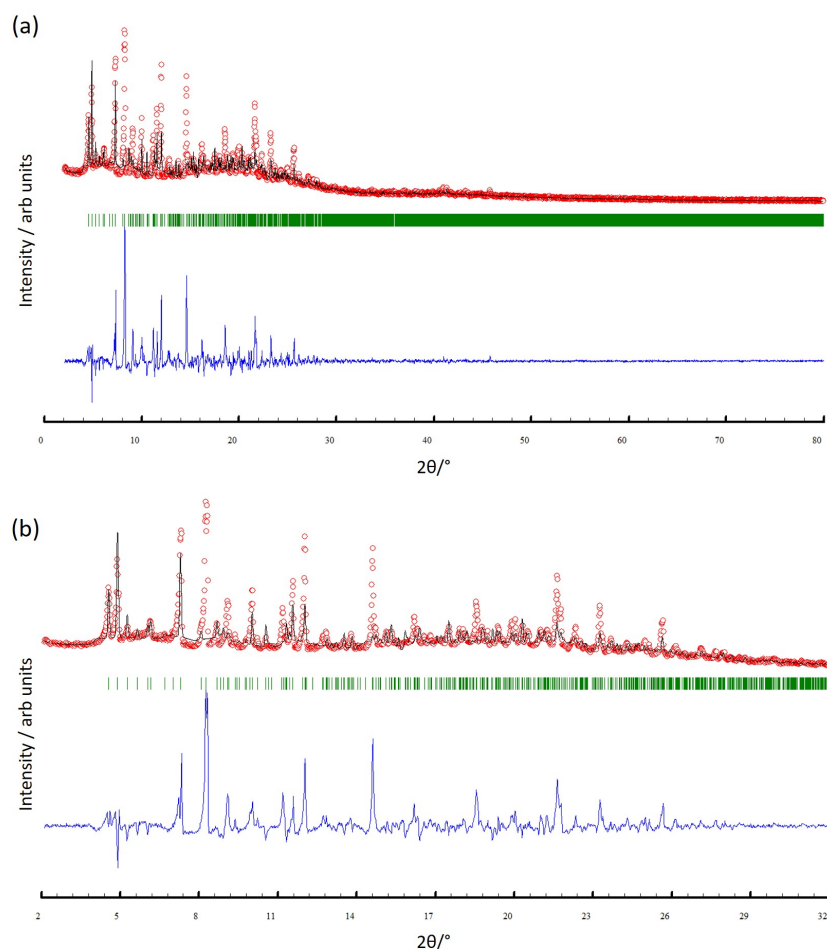 (a)
Intensity / arb units
0 10 20 30 40 50 60 70 80
2θ/°
(b)
Intensity / arb units
2 5 8 11 14 17 20 23 26 29 32
2θ/°